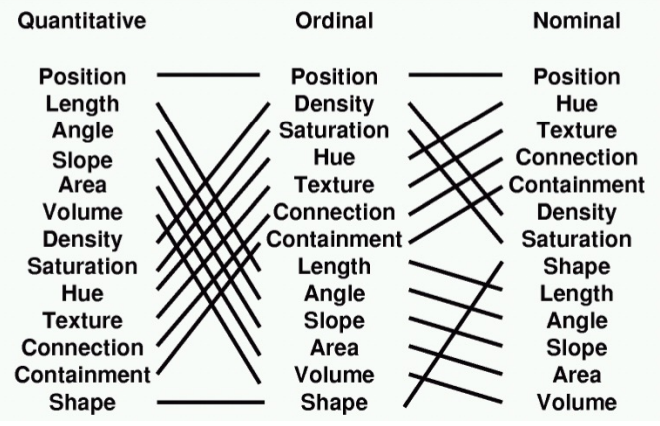 Quantitative Ordinal Nominal
Position Position Position
Length Density Hue
Angle Saturation Texture
Slope Hue Connection
Area Texture Containment
Volume Connection Density
Density Containment Saturation
Saturation Length Shape
Hue Angle Length
Texture Slope Angle
Connection Area Slope
Containment Volume Area
Shape Shape Volume